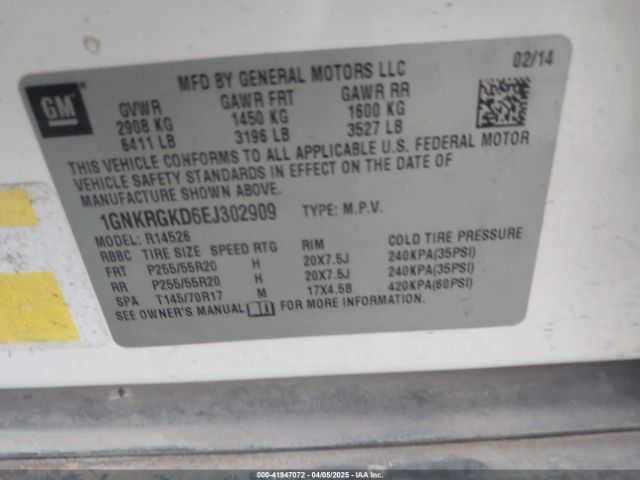 MFD BY GENERAL MOTORS LLC 02/14
GM
GVWR GAWR FRT GAWR RR
2908 KG 1450 KG 1600 KG
6411 LB 3196 LB 3527 LB
THIS VEHICLE CONFORMS TO ALL APPLICABLE U.S. FEDERAL MOTOR
VEHICLE SAFETY STANDARDS IN EFFECT ON THE DATE OF
MANUFACTURE SHOWN ABOVE.
1GNKRGKD6EJ302909 TYPE: M.P.V.
MODEL: R14526
RBBC TIRE SIZE SPEED RTG RIM COLD TIRE PRESSURE
FRT P255/55R20 H 20X7.5J 240KPA(35PSI)
RR P255/55R20 H 20X7.5J 240KPA(35PSI)
SPA T145/70R17 M 17X4.5B 420KPA(60PSI)
SEE OWNER'S MANUAL FOR MORE INFORMATION.
000-41947072 04/05/2025 COPYRIGHT IAA, LLC